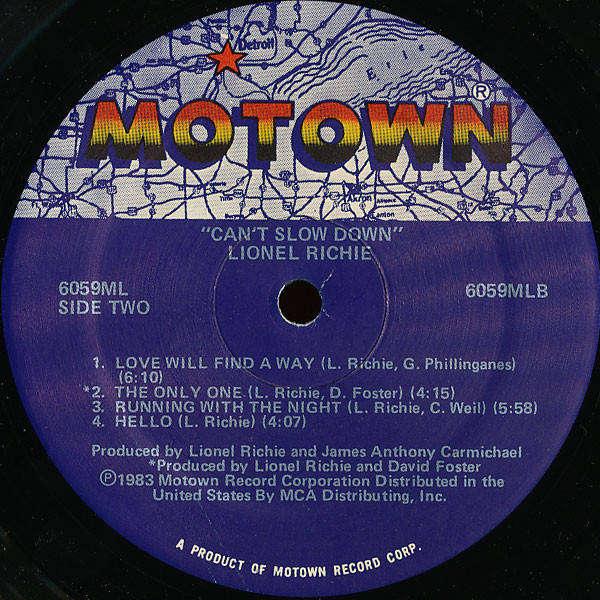 Detroit
Erie
MOTOWN®
Akron
Canton
"CAN'T SLOW DOWN"
LIONEL RICHIE
6059ML
SIDE TWO
6059MLB
1. LOVE WILL FIND A WAY (L. Richie, G. Phillinganes)
(6:10)
*2. THE ONLY ONE (L. Richie, D. Foster) (4:15)
3. RUNNING WITH THE NIGHT (L. Richie, C. Weil) (5:58)
4. HELLO (L. Richie) (4:07)
Produced by Lionel Richie and James Anthony Carmichael
*Produced by Lionel Richie and David Foster
℗1983 Motown Record Corporation Distributed in the
United States By MCA Distributing, Inc.
A PRODUCT OF MOTOWN RECORD CORP.